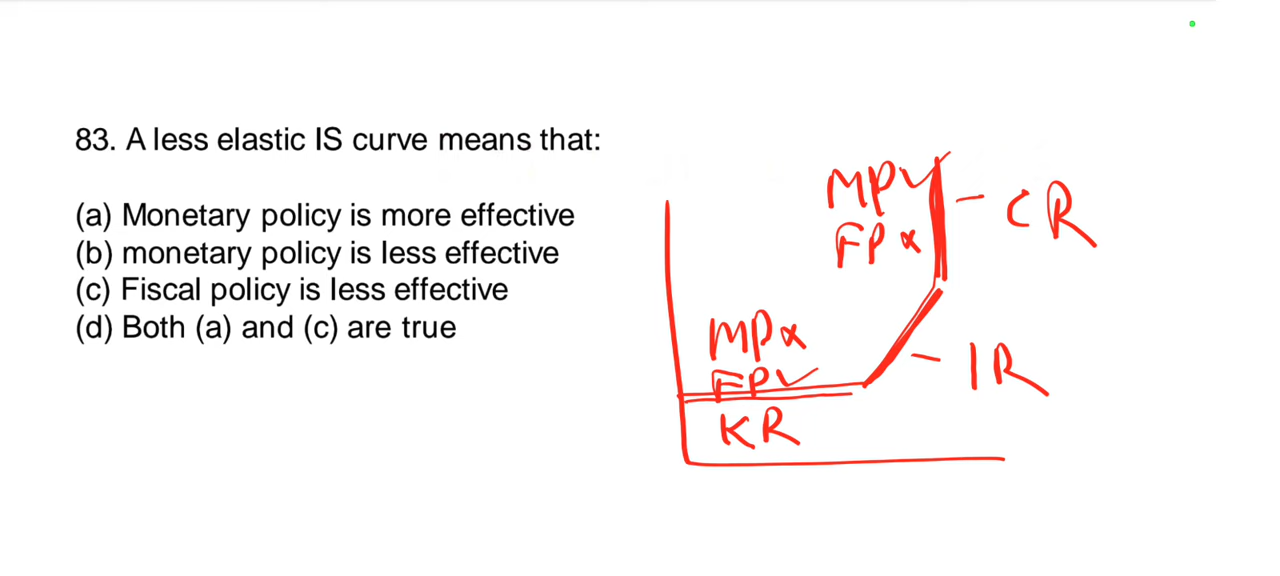 83. A less elastic IS curve means that:
(a) Monetary policy is more effective
(b) monetary policy is less effective
(c) Fiscal policy is less effective
(d) Both (a) and (c) are true
MP✓
FP x
CR
MP x
FP✓
KR
IR